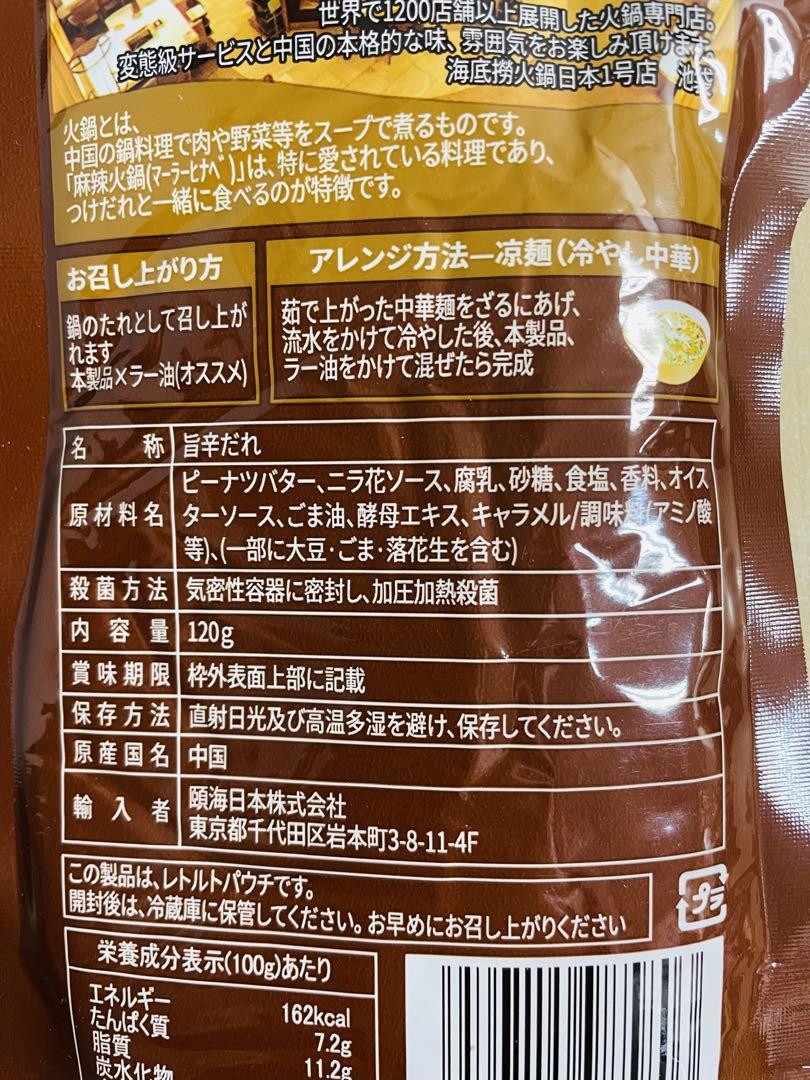 世界で1200店舗以上展開した火鍋専門店。
変態級サービスと中国の本格的な味、雰囲気をお楽しみ頂けます
海底撈火鍋日本1号店 池袋
火鍋とは、
中国の鍋料理で肉や野菜等をスープで煮るものです。
「麻辣火鍋(マーラーヒナベ)」は、特に愛されている料理であり、
つけだれと一緒に食べるのが特徴です。
お召し上がり方
鍋のたれとして召し上が
れます
本製品×ラー油(オススメ)
アレンジ方法—凉麺(冷やし中華)
茹で上がった中華麺をざるにあげ、
流水をかけて冷やした後、本製品、
ラー油をかけて混ぜたら完成
名称 旨辛だれ
原材料名 ピーナツバター、ニラ花ソース、腐乳、砂糖、食塩、香料、オイス
ターソース、ごま油、酵母エキス、キャラメル/調味料(アミノ酸
等)、(一部に大豆・ごま・落花生を含む)
殺菌方法 気密性容器に密封し、加圧加熱殺菌
内容量 120g
賞味期限 枠外表面上部に記載
保存方法 直射日光及び高温多湿を避け、保存してください。
原産国名 中国
輸入者 頤海日本株式会社
東京都千代田区岩本町3-8-11-4F
この製品は、レトルトパウチです。
開封後は、冷蔵庫に保管してください。お早めにお召し上がりください
プラ
栄養成分表示(100g)あたり
エネルギー 162kcal
たんぱく質 7.2g
脂質 11.2g
炭水化物